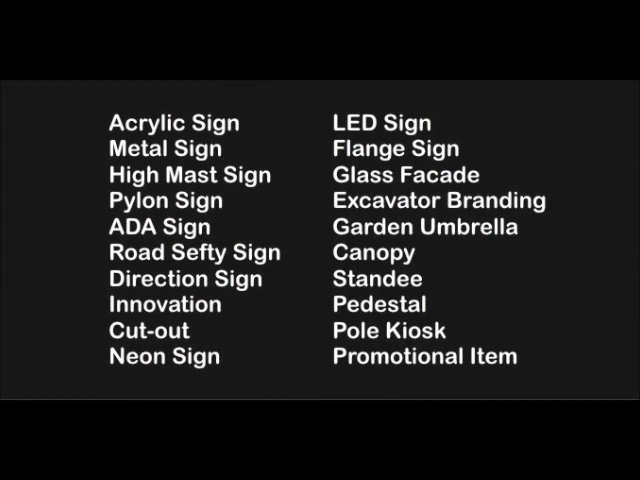 Acrylic Sign
Metal Sign
High Mast Sign
Pylon Sign
ADA Sign
Road Sefty Sign
Direction Sign
Innovation
Cut-out
Neon Sign
LED Sign
Flange Sign
Glass Facade
Excavator Branding
Garden Umbrella
Canopy
Standee
Pedestal
Pole Kiosk
Promotional Item